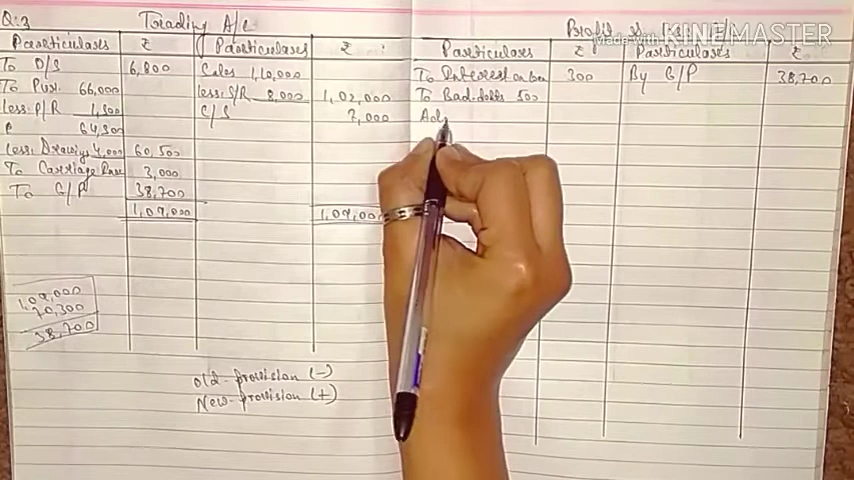 Q:3 Trading A/c
Particulars ₹ Particulars ₹
To O/S 6,800 Sales 1,10,000
To Pur. 66,000 less: S/R 8,000 1,02,000
less P/R 1,500 C/S 7,000
64,500
less: Drawings 4,000 60,500
To Carriage 3,000
To G/P 38,700
1,09,000 1,09,000
1,09,000
70,300
38,700
Old provision (-)
New provision (+)
Profit &
Particulars ₹ Particulars ₹
To Interest on 300 By G/P 38,700
To Bad debts 500
Ad
Made With KINEMASTER